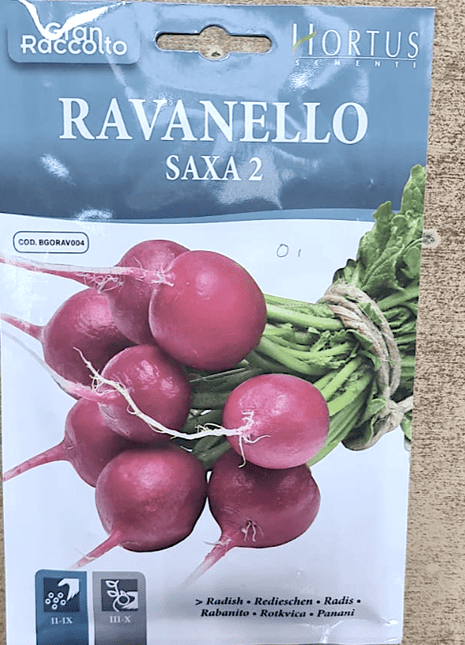 Gran
Raccolto
HORTUS
SEMENTI
RAVANELLO
SAXA 2
COD. BGORAV004
II-IX
III-X
> Radish • Redieschen • Radis •
Rabanito • Rotkvica • Panani